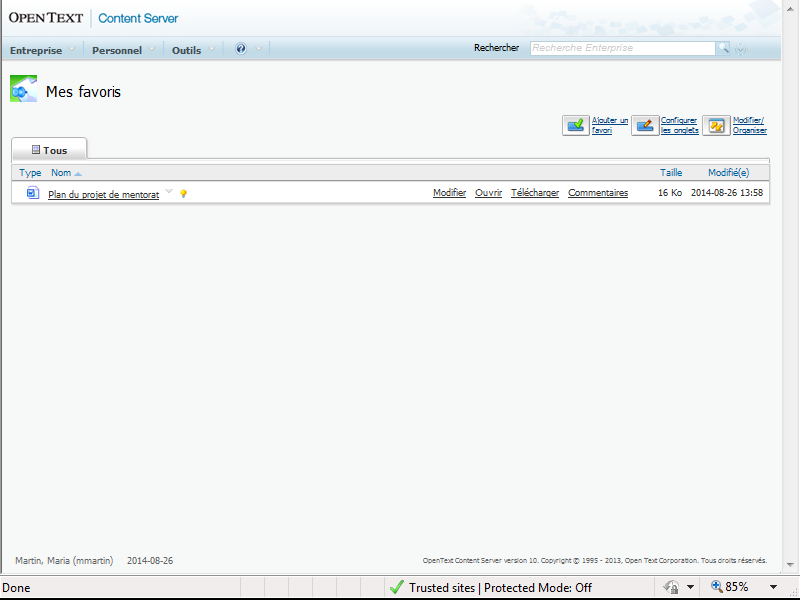 OPEN TEXT | Content Server
Entreprise Personnel Outils Rechercher Recherche Enterprise
Mes favoris
Ajouter un favori
Configurer les onglets
Modifier/ Organiser
Tous
Type Nom Taille Modifié(e)
Plan du projet de mentorat Modifier Ouvrir Télécharger Commentaires 16 Ko 2014-08-26 13:58
Martin, Maria (mmartin) 2014-08-26 OpenText Content Server version 10. Copyright © 1995 - 2013, Open Text Corporation. Tous droits réservés.
Done Trusted sites | Protected Mode: Off 85%